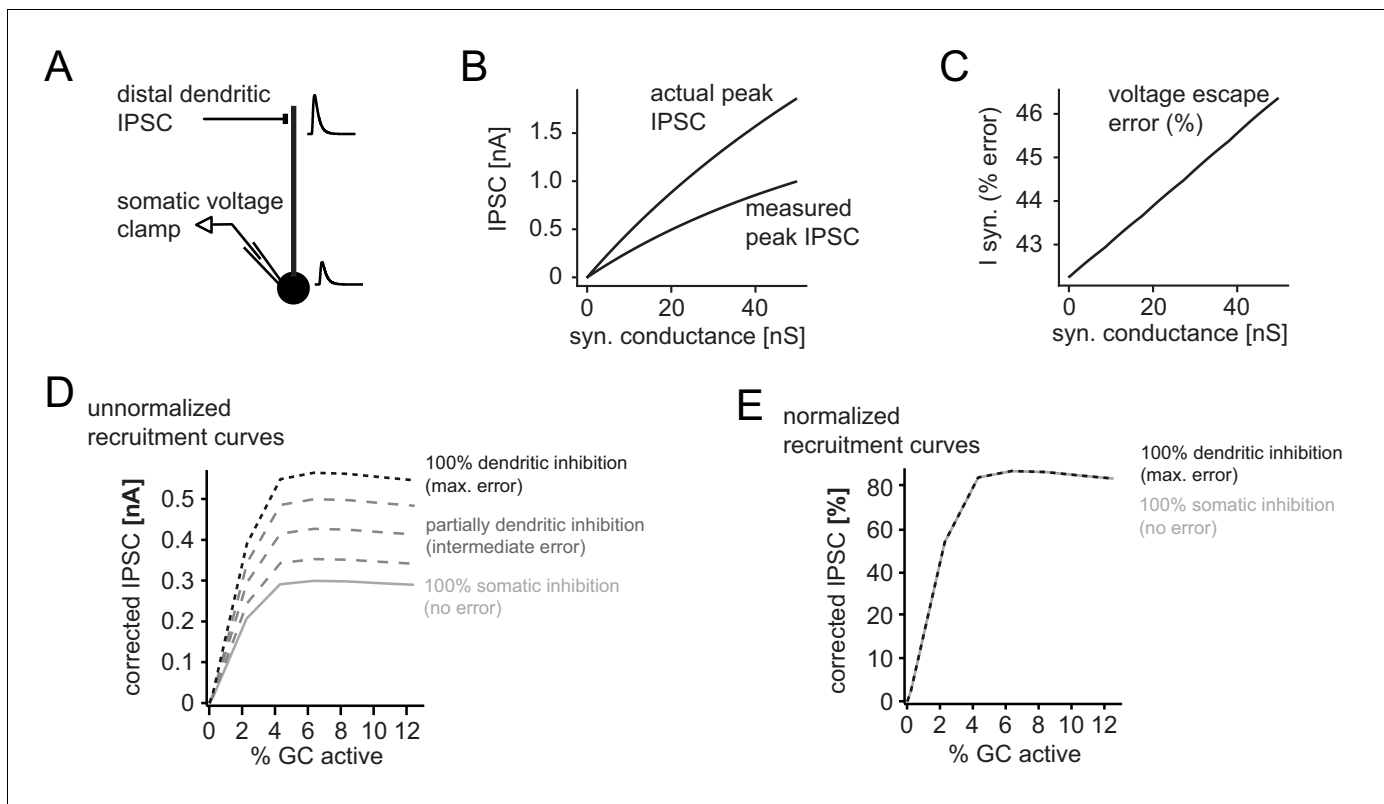 A
distal dendritic
IPSC
somatic voltage
clamp
B
IPSC [nA]
1.5
1.0
0.5
0
actual peak
IPSC
measured
peak IPSC
0
20
40
syn. conductance [nS]
C
I syn. (% error)
46
45
44
43
voltage escape
error (%)
0
20
40
syn. conductance [nS]
D
unnormalized
recruitment curves
corrected IPSC [nA]
0.5
0.4
0.3
0.2
0.1
0
100% dendritic inhibition
(max. error)
partially dendritic inhibition
(intermediate error)
100% somatic inhibition
(no error)
0 2 4 6 8 10 12
% GC active
E
normalized
recruitment curves
corrected IPSC [%]
80
60
40
20
10
0
100% dendritic inhibition
(max. error)
100% somatic inhibition
(no error)
0 2 4 6 8 10 12
% GC active